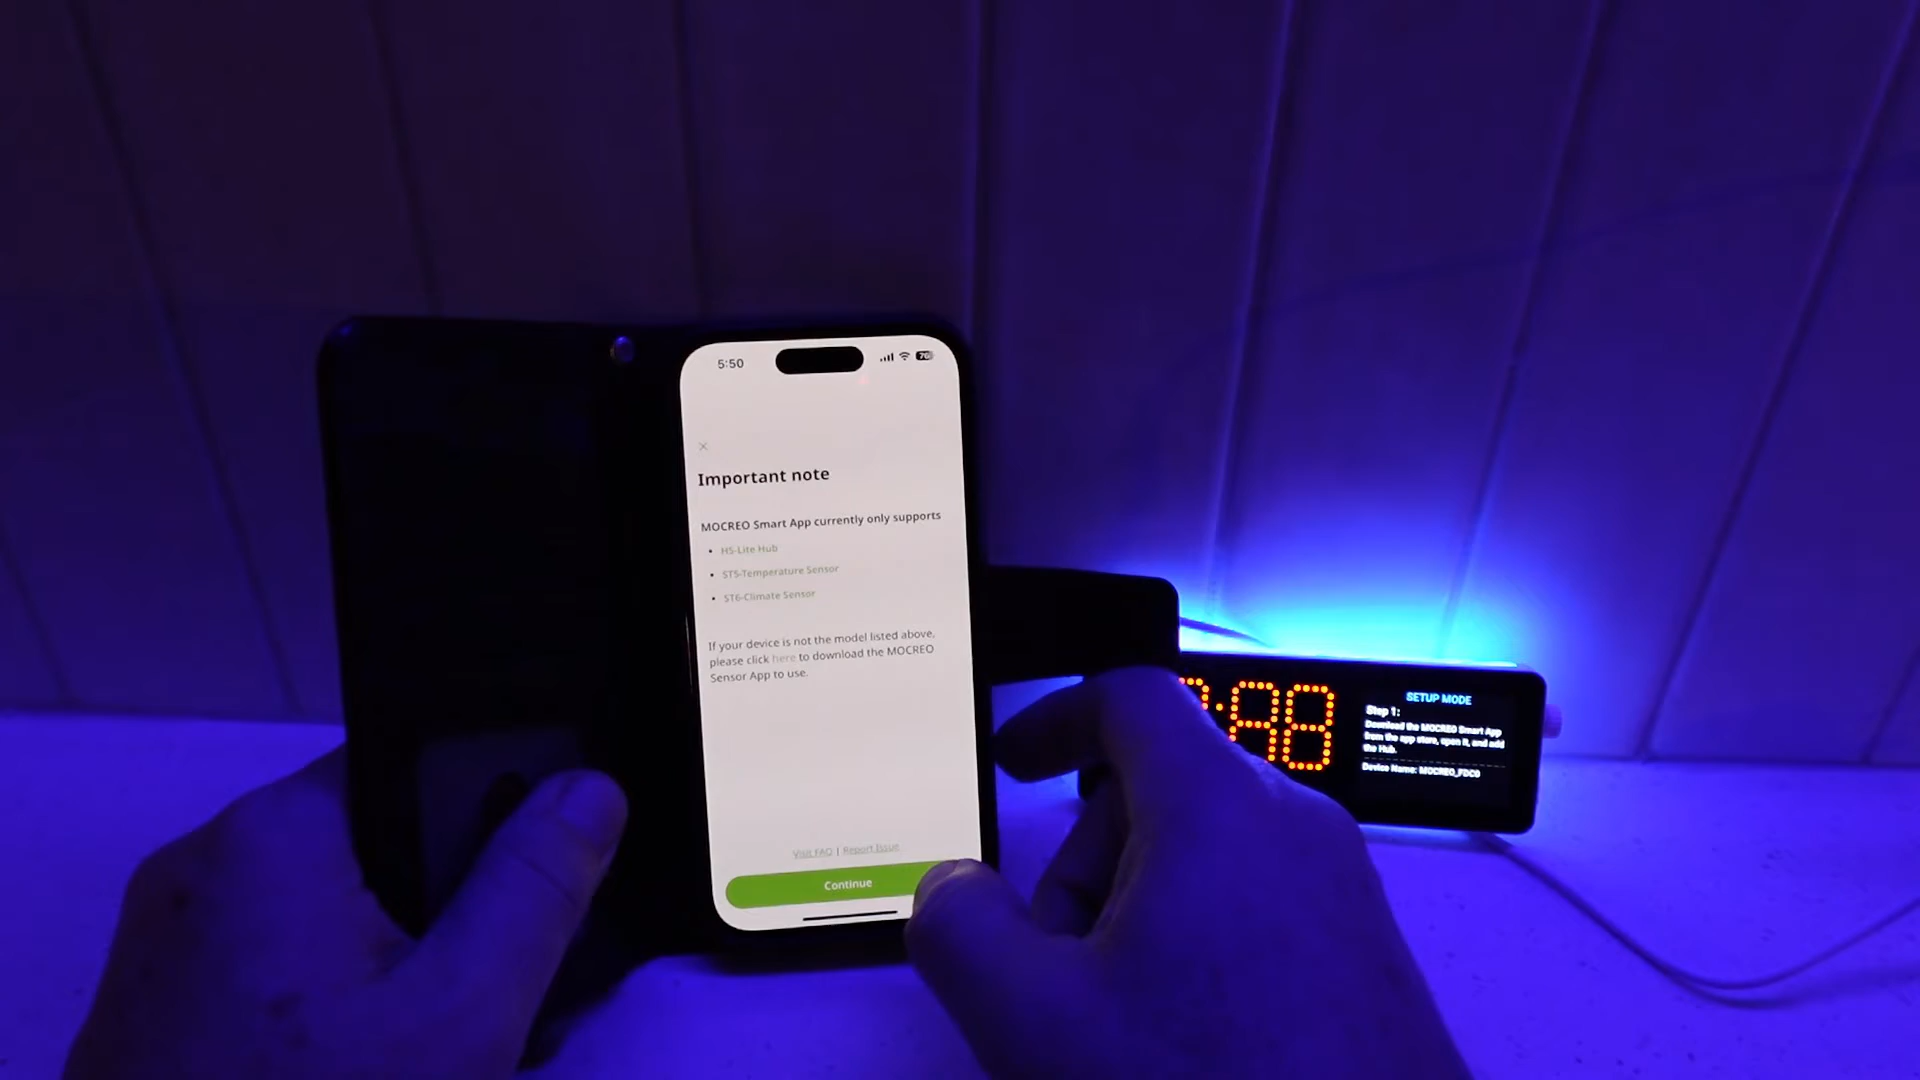 5:50
70
Important note
MOCREO Smart App currently only supports
H5-Lite Hub
ST5-Temperature Sensor
ST6-Climate Sensor
If your device is not the model listed above,
please click here to download the MOCREO
Sensor App to use.
Visit FAQ | Report Issue
Continue
SETUP MODE
Step 1:
Download the MOCREO Smart App
from the app store, open it, and add
the Hub.
Device Name: MOCREO_FDC0